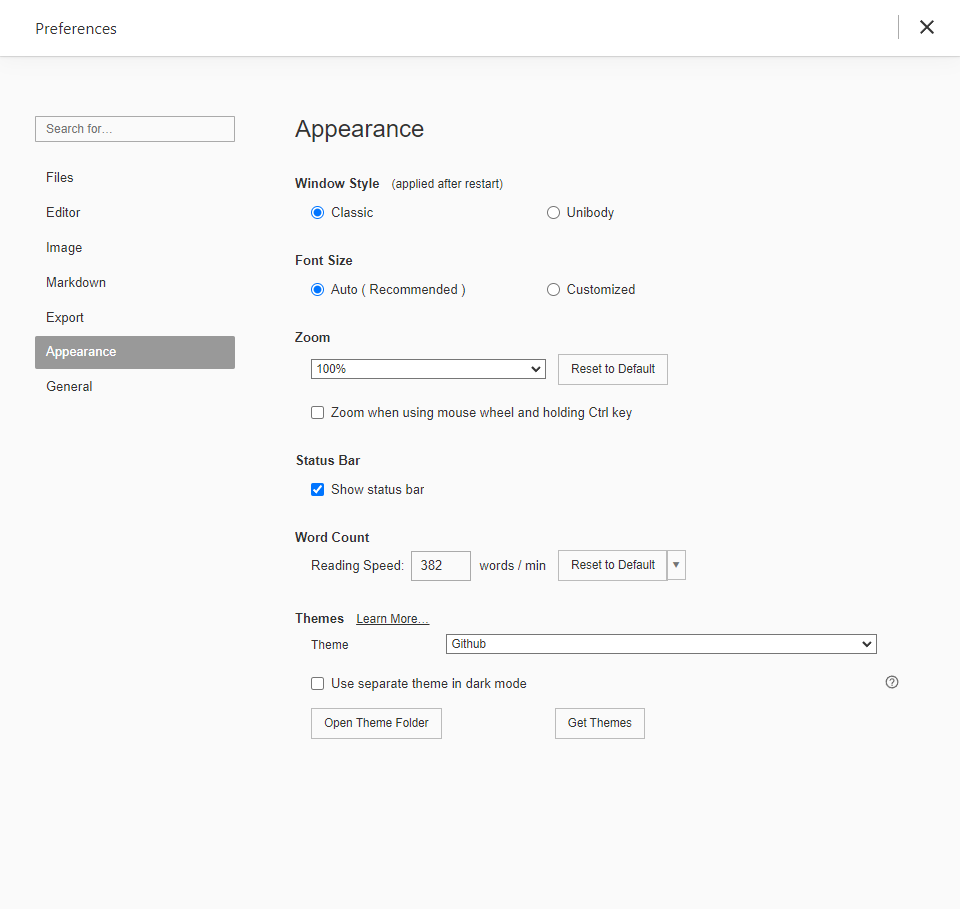 Preferences
Search for…
Files
Editor
Image
Markdown
Export
Appearance
General
Appearance
Window Style (applied after restart)
Classic Unibody
Font Size
Auto ( Recommended ) Customized
Zoom
100% Reset to Default
Zoom when using mouse wheel and holding Ctrl key
Status Bar
Show status bar
Word Count
Reading Speed: 382 words / min Reset to Default
Themes Learn More…
Theme Github
Use separate theme in dark mode
Open Theme Folder Get Themes